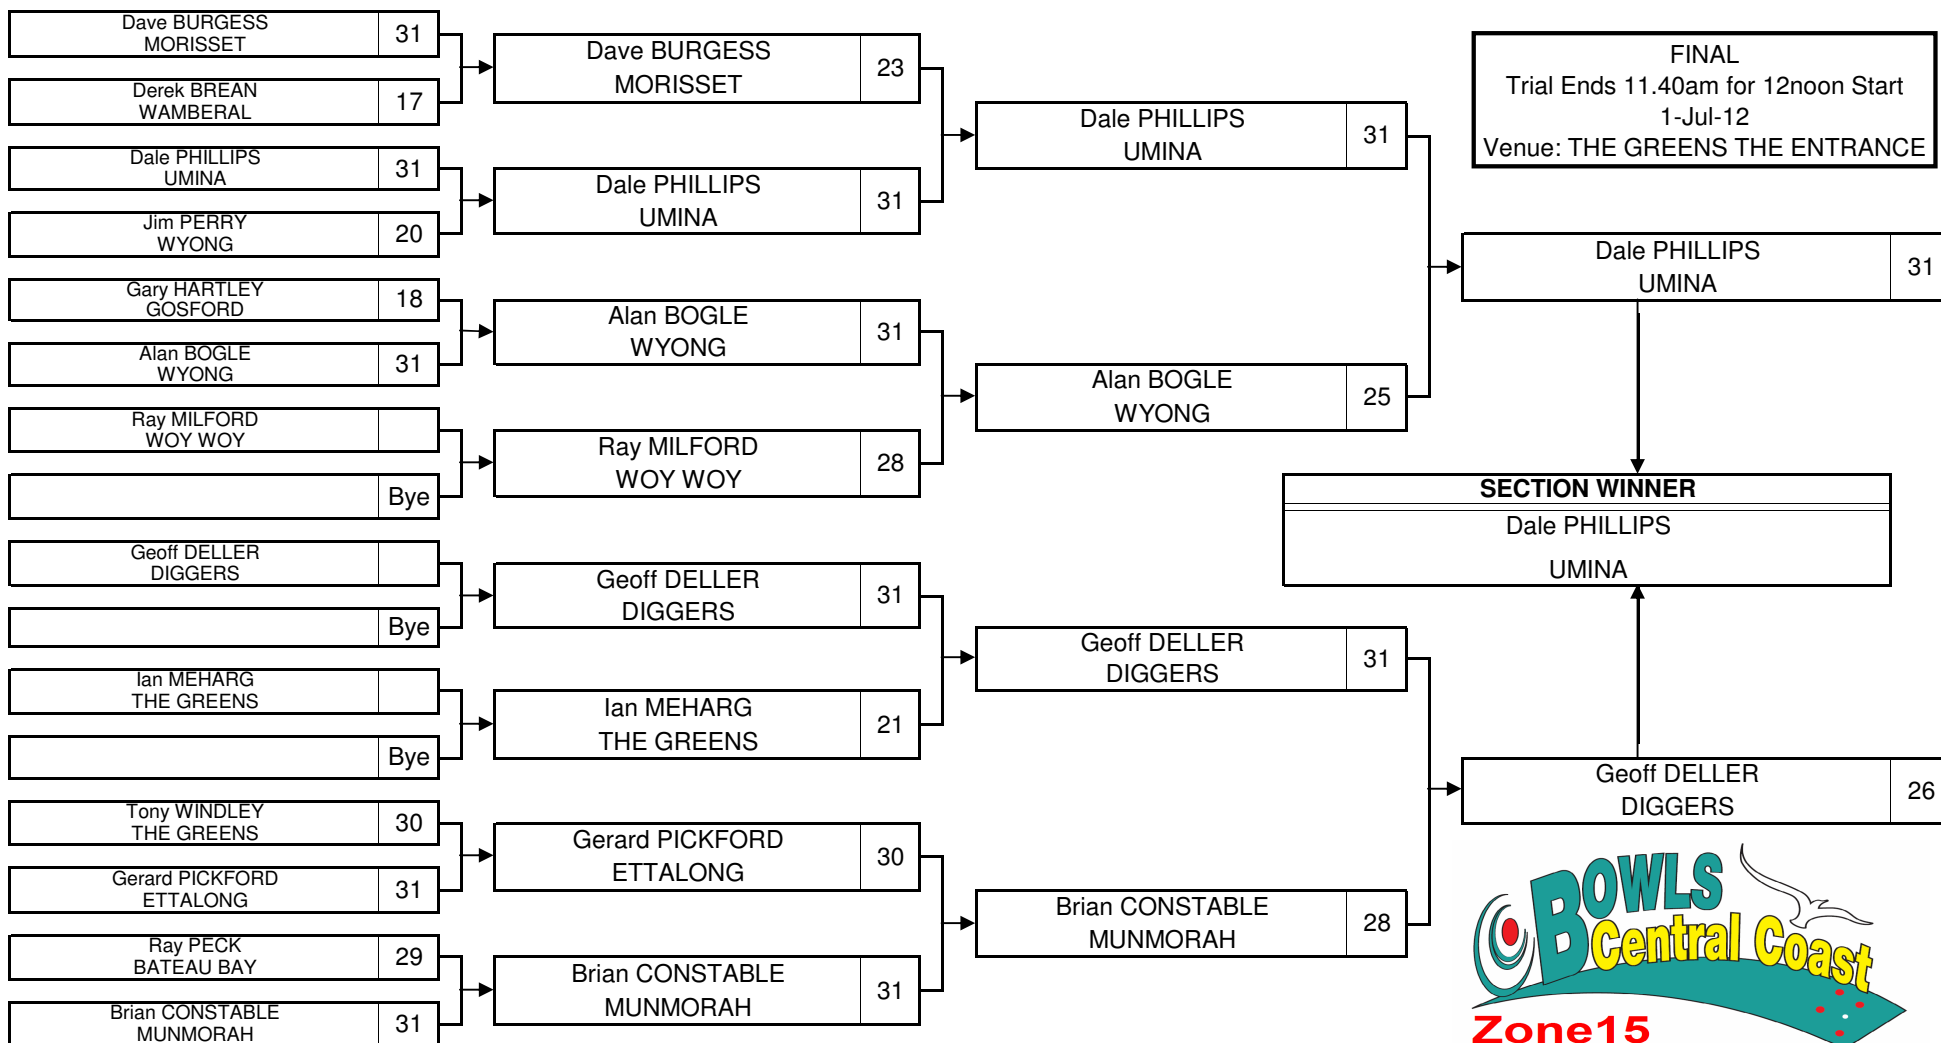 Dave BURGESS
MORISSET
31
Derek BREAN
WAMBERAL
17
Dale PHILLIPS
UMINA
31
Jim PERRY
WYONG
20
Gary HARTLEY
GOSFORD
18
Alan BOGLE
WYONG
31
Ray MILFORD
WOY WOY
Bye
Geoff DELLER
DIGGERS
Bye
Ian MEHARG
THE GREENS
Bye
Tony WINDLEY
THE GREENS
30
Gerard PICKFORD
ETTALONG
31
Ray PECK
BATEAU BAY
29
Brian CONSTABLE
MUNMORAH
31
Dave BURGESS
MORISSET
23
Dale PHILLIPS
UMINA
31
Alan BOGLE
WYONG
31
Ray MILFORD
WOY WOY
28
Geoff DELLER
DIGGERS
31
Ian MEHARG
THE GREENS
21
Gerard PICKFORD
ETTALONG
30
Brian CONSTABLE
MUNMORAH
31
Dale PHILLIPS
UMINA
31
Alan BOGLE
WYONG
25
Geoff DELLER
DIGGERS
31
Brian CONSTABLE
MUNMORAH
28
FINAL
Trial Ends 11.40am for 12noon Start
1-Jul-12
Venue: THE GREENS THE ENTRANCE
Dale PHILLIPS
UMINA
31
SECTION WINNER
Dale PHILLIPS
UMINA
Geoff DELLER
DIGGERS
26
BOWLS
Central Coast
Zone15